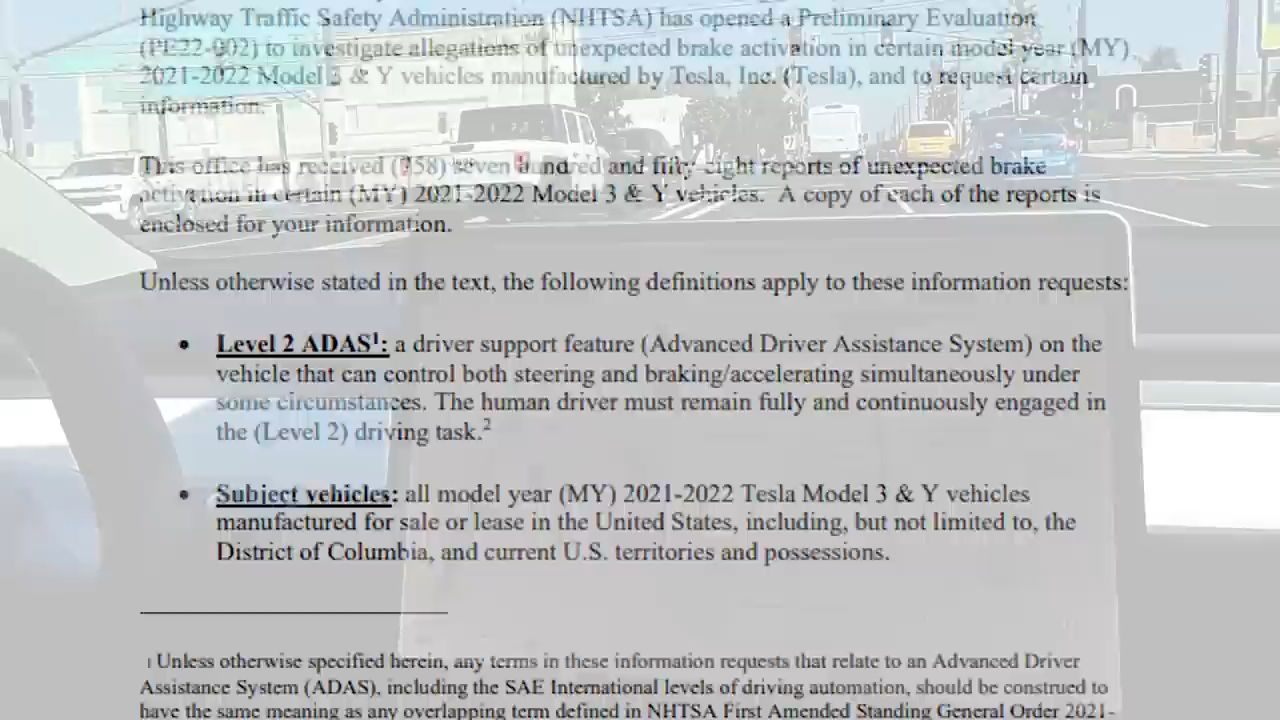 Highway Traffic Safety Administration (NHTSA) has opened a Preliminary Evaluation
(PE22-002) to investigate allegations of unexpected brake activation in certain model year (MY)
2021-2022 Model 3 & Y vehicles manufactured by Tesla, Inc. (Tesla), and to request certain
information.
This office has received (758) seven hundred and fifty-eight reports of unexpected brake
activation in certain (MY) 2021-2022 Model 3 & Y vehicles. A copy of each of the reports is
enclosed for your information.
Unless otherwise stated in the text, the following definitions apply to these information requests:
• Level 2 ADAS¹: a driver support feature (Advanced Driver Assistance System) on the
vehicle that can control both steering and braking/accelerating simultaneously under
some circumstances. The human driver must remain fully and continuously engaged in
the (Level 2) driving task.²
• Subject vehicles: all model year (MY) 2021-2022 Tesla Model 3 & Y vehicles
manufactured for sale or lease in the United States, including, but not limited to, the
District of Columbia, and current U.S. territories and possessions.
¹ Unless otherwise specified herein, any terms in these information requests that relate to an Advanced Driver
Assistance System (ADAS), including the SAE International levels of driving automation, should be construed to
have the same meaning as any overlapping term defined in NHTSA First Amended Standing General Order 2021-